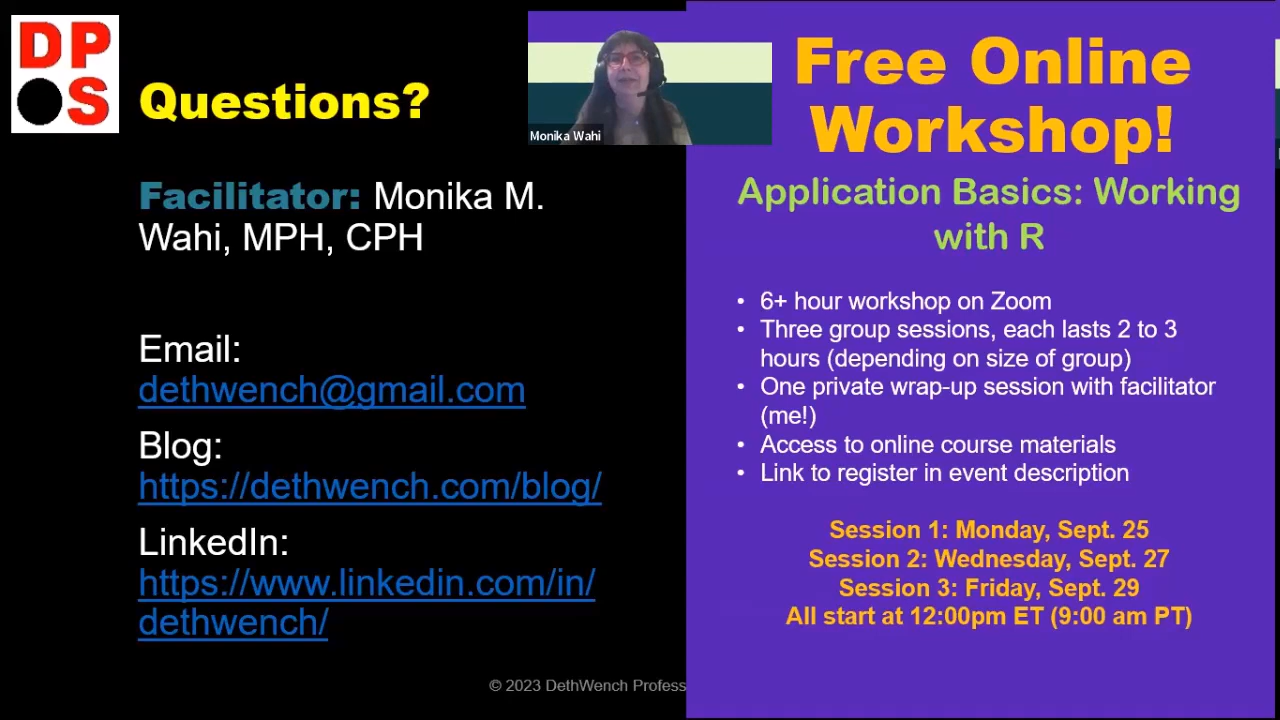 DP
S
Questions?
Facilitator: Monika M.
Wahi, MPH, CPH
Email:
dethwench@gmail.com
Blog:
https://dethwench.com/blog/
LinkedIn:
https://www.linkedin.com/in/
dethwench/
© 2023 DethWench Profess
Monika Wahi
Free Online
Workshop!
Application Basics: Working
with R
• 6+ hour workshop on Zoom
• Three group sessions, each lasts 2 to 3
hours (depending on size of group)
• One private wrap-up session with facilitator
(me!)
• Access to online course materials
• Link to register in event description
Session 1: Monday, Sept. 25
Session 2: Wednesday, Sept. 27
Session 3: Friday, Sept. 29
All start at 12:00pm ET (9:00 am PT)